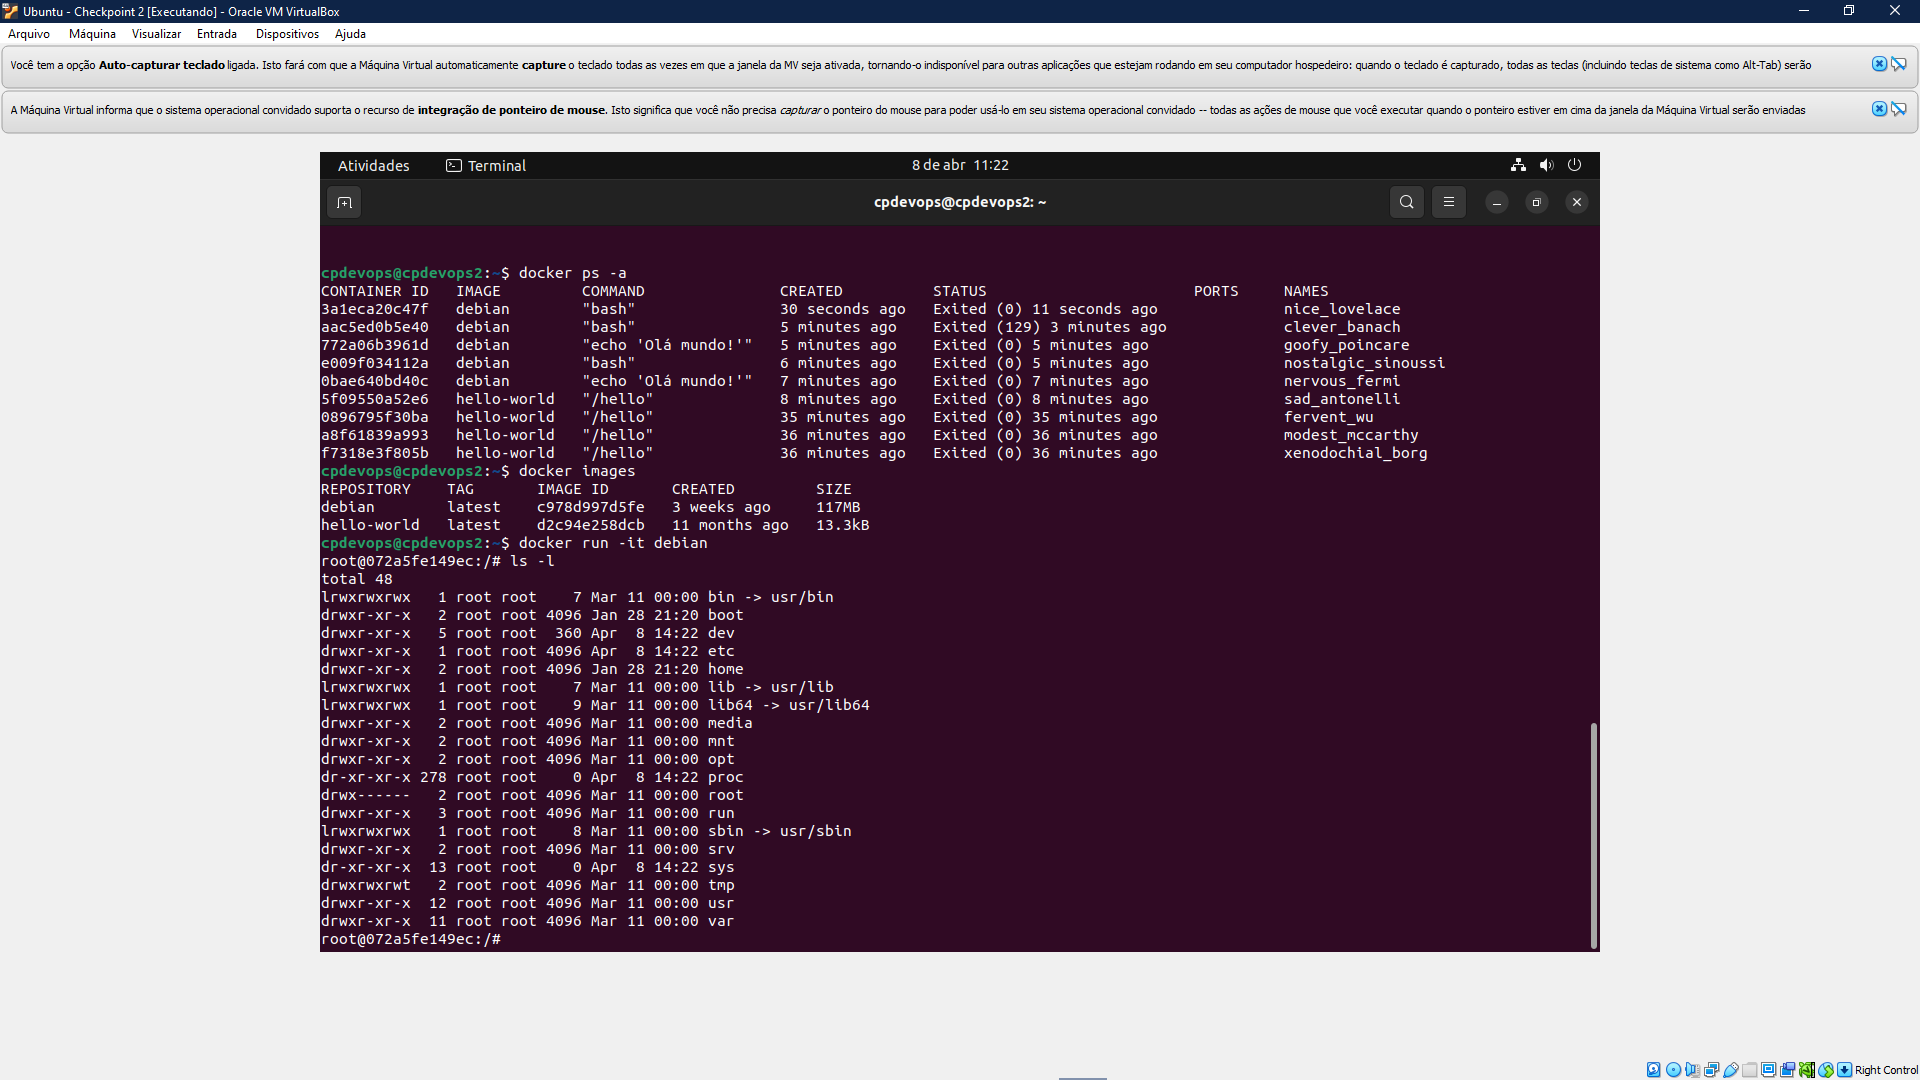 Ubuntu - Checkpoint 2 [Executando] - Oracle VM VirtualBox
Arquivo Máquina Visualizar Entrada Dispositivos Ajuda
Você tem a opção Auto-capturar teclado ligada. Isto fará com que a Máquina Virtual automaticamente capture o teclado todas as vezes em que a janela da MV seja ativada, tornando-o indisponível para outras aplicações que estejam rodando em seu computador hospedeiro: quando o teclado é capturado, todas as teclas (incluindo teclas de sistema como Alt-Tab) serão
A Máquina Virtual informa que o sistema operacional convidado suporta o recurso de integração de ponteiro de mouse. Isto significa que você não precisa capturar o ponteiro do mouse para poder usá-lo em seu sistema operacional convidado -- todas as ações de mouse que você executar quando o ponteiro estiver em cima da janela da Máquina Virtual serão enviadas
Atividades Terminal 8 de abr 11:22
cpdevops@cpdevops2: ~
cpdevops@cpdevops2:~$ docker ps -a
CONTAINER ID   IMAGE         COMMAND               CREATED          STATUS                       PORTS     NAMES
3a1eca20c47f   debian        "bash"                30 seconds ago   Exited (0) 11 seconds ago              nice_lovelace
aac5ed0b5e40   debian        "bash"                5 minutes ago    Exited (129) 3 minutes ago             clever_banach
772a06b3961d   debian        "echo 'Olá mundo!'"   5 minutes ago    Exited (0) 5 minutes ago               goofy_poincare
e009f034112a   debian        "bash"                6 minutes ago    Exited (0) 5 minutes ago               nostalgic_sinoussi
0bae640bd40c   debian        "echo 'Olá mundo!'"   7 minutes ago    Exited (0) 7 minutes ago               nervous_fermi
5f09550a52e6   hello-world   "/hello"              8 minutes ago    Exited (0) 8 minutes ago               sad_antonelli
0896795f30ba   hello-world   "/hello"              35 minutes ago   Exited (0) 35 minutes ago              fervent_wu
a8f61839a993   hello-world   "/hello"              36 minutes ago   Exited (0) 36 minutes ago              modest_mccarthy
f7318e3f805b   hello-world   "/hello"              36 minutes ago   Exited (0) 36 minutes ago              xenodochial_borg
cpdevops@cpdevops2:~$ docker images
REPOSITORY    TAG       IMAGE ID       CREATED         SIZE
debian        latest    c978d997d5fe   3 weeks ago     117MB
hello-world   latest    d2c94e258dcb   11 months ago   13.3kB
cpdevops@cpdevops2:~$ docker run -it debian
root@072a5fe149ec:/# ls -l
total 48
lrwxrwxrwx   1 root root    7 Mar 11 00:00 bin -> usr/bin
drwxr-xr-x   2 root root 4096 Jan 28 21:20 boot
drwxr-xr-x   5 root root  360 Apr  8 14:22 dev
drwxr-xr-x   1 root root 4096 Apr  8 14:22 etc
drwxr-xr-x   2 root root 4096 Jan 28 21:20 home
lrwxrwxrwx   1 root root    7 Mar 11 00:00 lib -> usr/lib
lrwxrwxrwx   1 root root    9 Mar 11 00:00 lib64 -> usr/lib64
drwxr-xr-x   2 root root 4096 Mar 11 00:00 media
drwxr-xr-x   2 root root 4096 Mar 11 00:00 mnt
drwxr-xr-x   2 root root 4096 Mar 11 00:00 opt
dr-xr-xr-x 278 root root    0 Apr  8 14:22 proc
drwx------   2 root root 4096 Mar 11 00:00 root
drwxr-xr-x   3 root root 4096 Mar 11 00:00 run
lrwxrwxrwx   1 root root    8 Mar 11 00:00 sbin -> usr/sbin
drwxr-xr-x   2 root root 4096 Mar 11 00:00 srv
dr-xr-xr-x  13 root root    0 Apr  8 14:22 sys
drwxrwxrwt   2 root root 4096 Mar 11 00:00 tmp
drwxr-xr-x  12 root root 4096 Mar 11 00:00 usr
drwxr-xr-x  11 root root 4096 Mar 11 00:00 var
root@072a5fe149ec:/#
Right Control